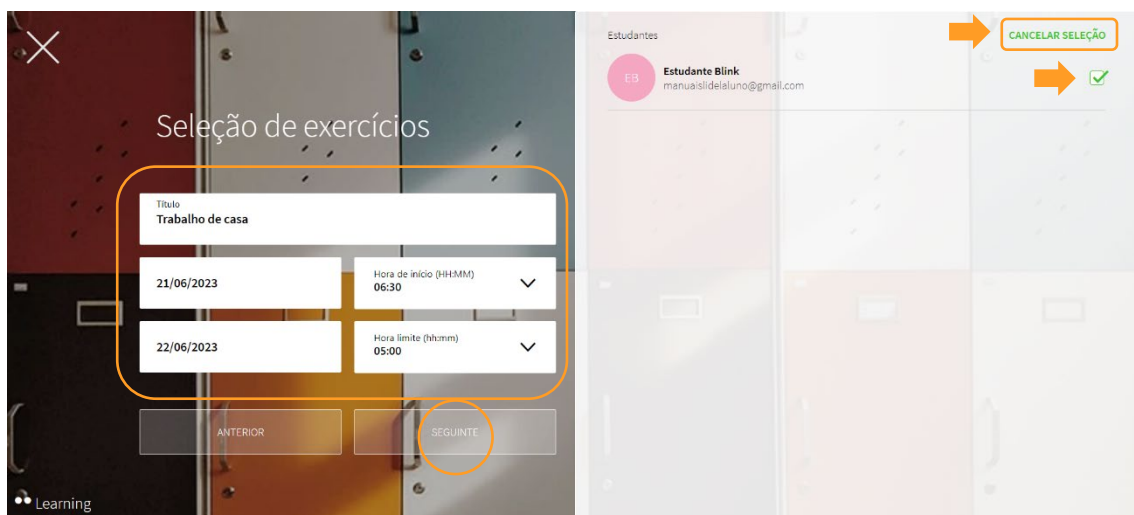 Seleção de exercícios
Título
Trabalho de casa
21/06/2023
Hora de início (HH:MM)
06:30
22/06/2023
Hora limite (hh:mm)
05:00
ANTERIOR
SEGUINTE
Learning
Estudantes
CANCELAR SELEÇÃO
EB
Estudante Blink
manuaislidelaluno@gmail.com